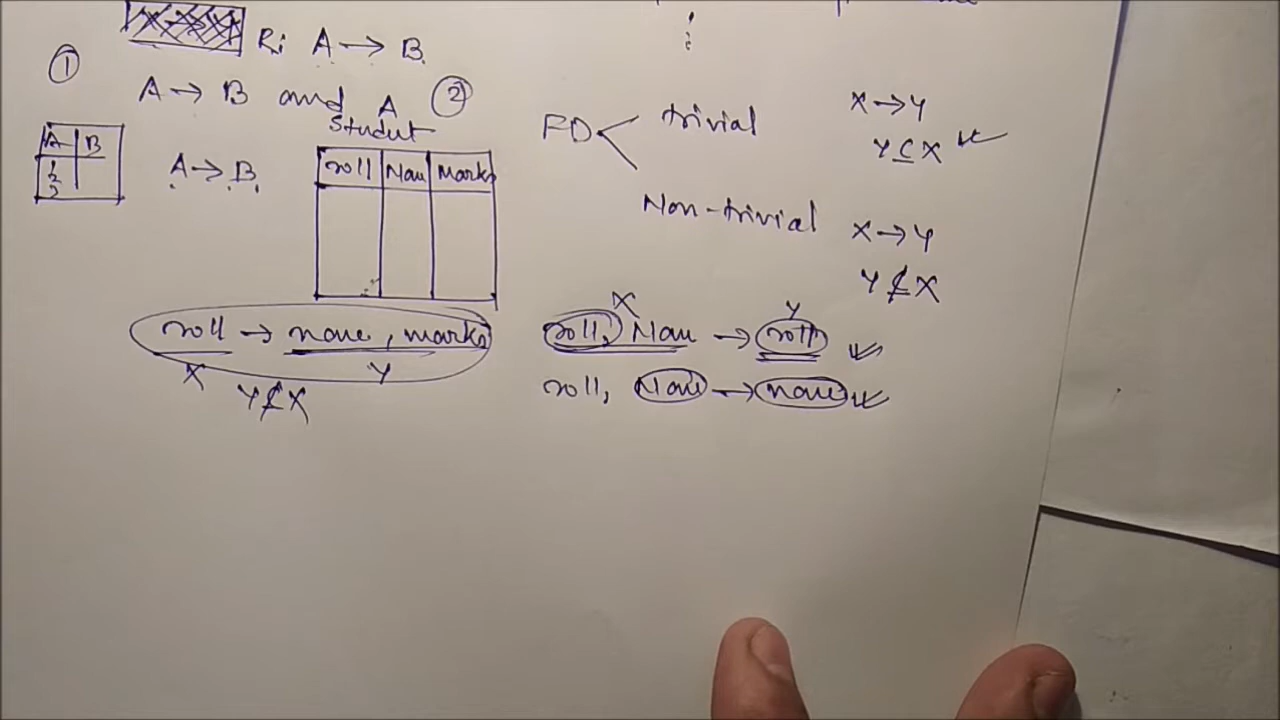 R: A → B
①
A → B and A
②
Student
A B
1
2
3
A → B
roll Nam Marks
FD
trivial
X → Y
Y ⊆ X
Non-trivial
X → Y
Y ⊈ X
roll → name, marks
X Y
Y ⊈ X
X Y
roll, Nam → roll
roll, Name → name